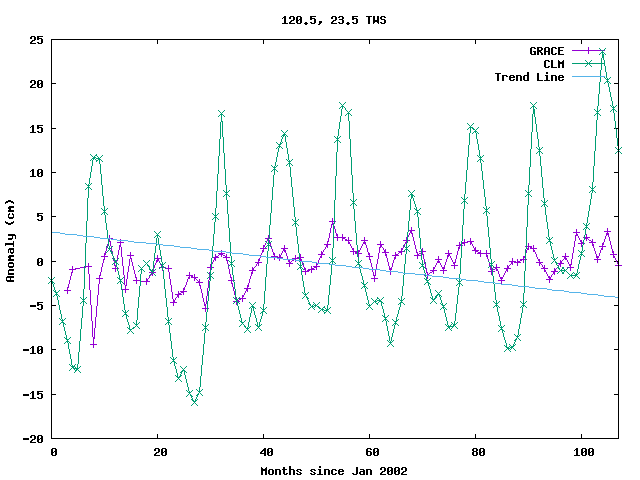 120.5, 23.5 TWS
GRACE
CLM
Trend Line
25
20
15
10
5
0
-5
-10
-15
-20
Anomaly (cm)
0 20 40 60 80 100
Months since Jan 2002